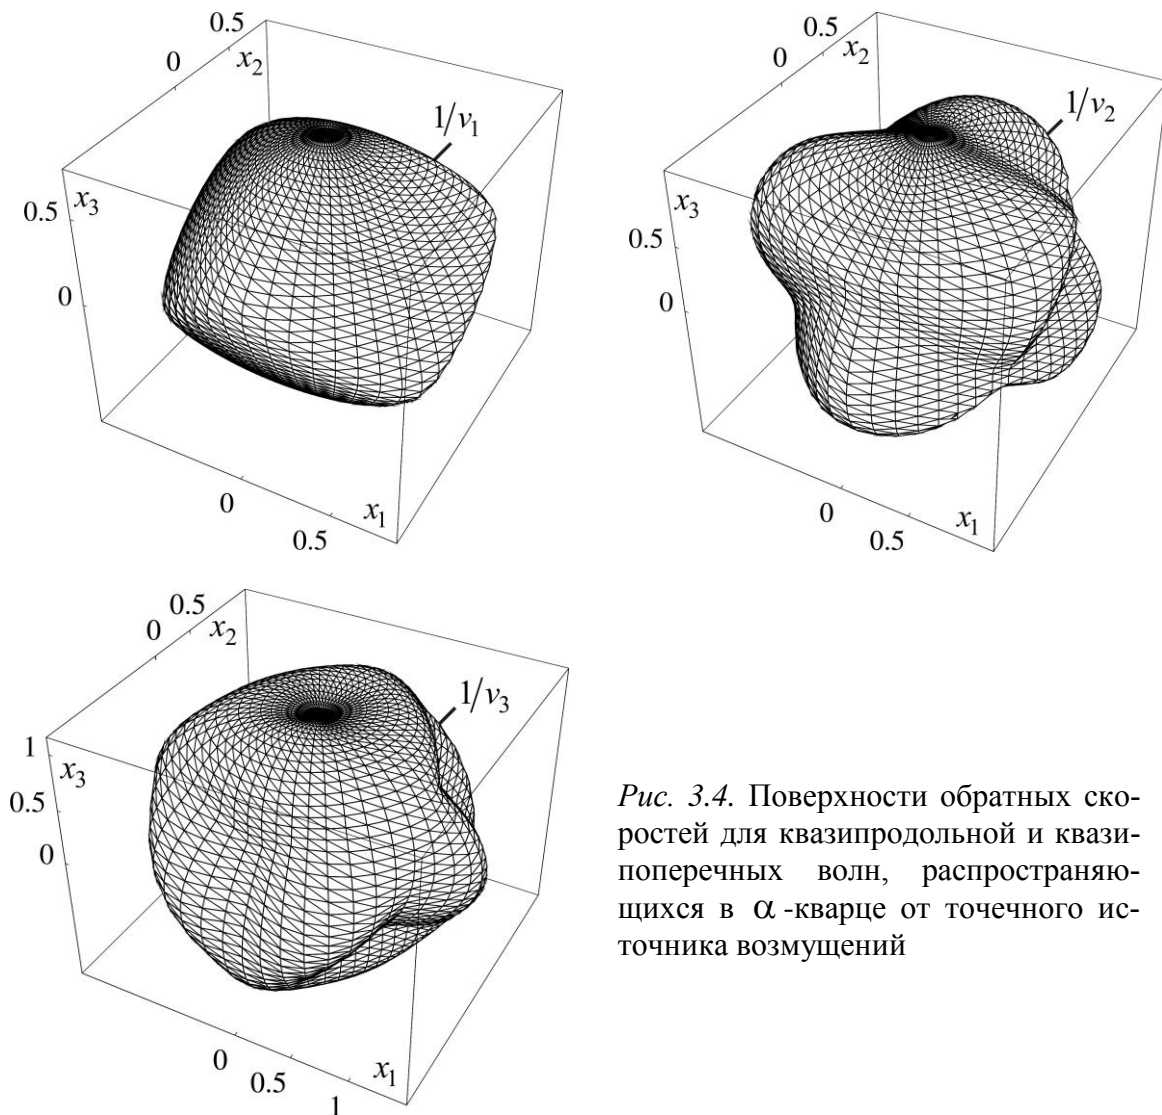 0.5
0
x₂
1/v₁
x₃
0.5
0
0
0.5
x₁
0.5
0
x₂
1/v₂
x₃
0.5
0
0
0.5
x₁
0.5
0
x₂
1/v₃
1
x₃
0.5
0
0
0.5
1
x₁
Рис. 3.4. Поверхности обратных ско-
ростей для квазипродольной и квази-
поперечных волн, распространяю-
щихся в α -кварце от точечного ис-
точника возмущений